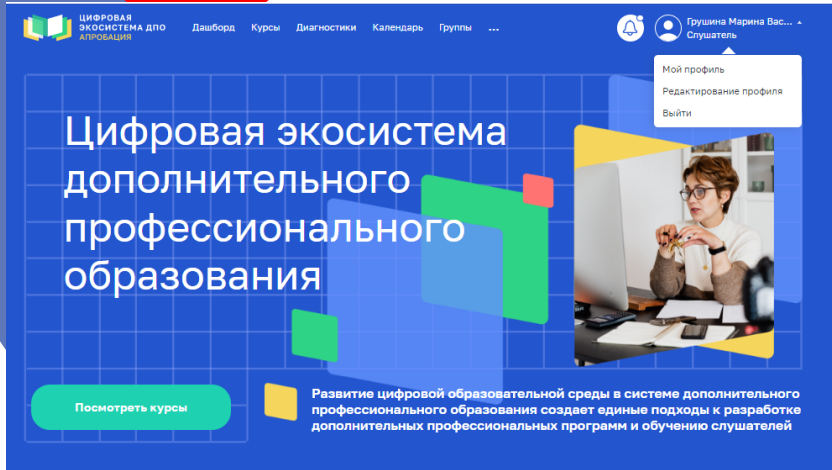 ЦИФРОВАЯ
ЭКОСИСТЕМА ДПО
АПРОБАЦИЯ
Дашборд Курсы Диагностики Календарь Группы ...
Грушина Марина Вас...
Слушатель
Мой профиль
Редактирование профиля
Выйти
Цифровая экосистема
дополнительного
профессионального
образования
Посмотреть курсы
Развитие цифровой образовательной среды в системе дополнительного
профессионального образования создает единые подходы к разработке
дополнительных профессиональных программ и обучению слушателей